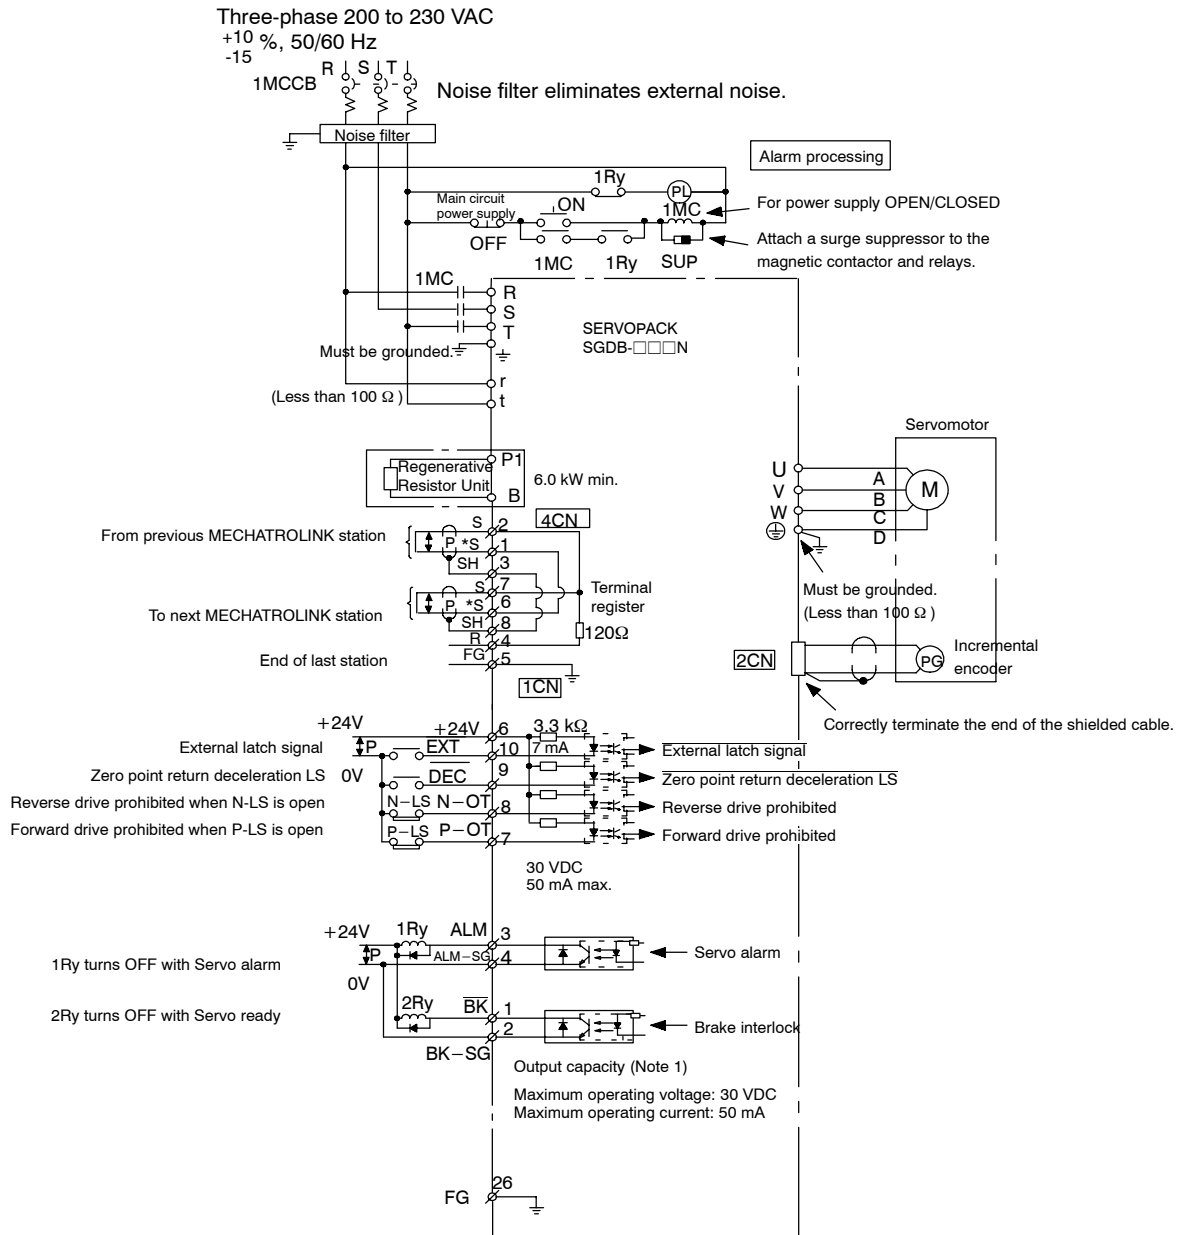 Three-phase 200 to 230 VAC
+10
-15 %, 50/60 Hz
R S T
1MCCB
Noise filter eliminates external noise.
Noise filter
Alarm processing
1Ry
PL
Main circuit
power supply
ON
1MC
For power supply OPEN/CLOSED
OFF
Attach a surge suppressor to the
magnetic contactor and relays.
1MC 1Ry SUP
1MC
R
S
T
SERVOPACK
SGDB-□□□N
Must be grounded.
r
(Less than 100 Ω )
t
Servomotor
P1
Regenerative
Resistor Unit
B
6.0 kW min.
U
V
W
A
B
C
D
M
From previous MECHATROLINK station
P
S 2
*S 1
SH 3
4CN
To next MECHATROLINK station
P
S 7
*S 6
SH 8
R 4
FG 5
Terminal
register
120Ω
End of last station
1CN
Must be grounded.
(Less than 100 Ω )
2CN
PG
Incremental
encoder
Correctly terminate the end of the shielded cable.
+24V
+24V 6
3.3 kΩ
External latch signal
P
EXT 10
7 mA
External latch signal
Zero point return deceleration LS
0V
DEC 9
Zero point return deceleration LS
Reverse drive prohibited when N-LS is open
N−LS N−OT 8
Reverse drive prohibited
Forward drive prohibited when P-LS is open
P−LS P−OT 7
Forward drive prohibited
30 VDC
50 mA max.
+24V
1Ry
ALM 3
Servo alarm
P
ALM−SG 4
1Ry turns OFF with Servo alarm
0V
2Ry turns OFF with Servo ready
2Ry
BK 1
2
Brake interlock
BK−SG
Output capacity (Note 1)
Maximum operating voltage: 30 VDC
Maximum operating current: 50 mA
FG 26